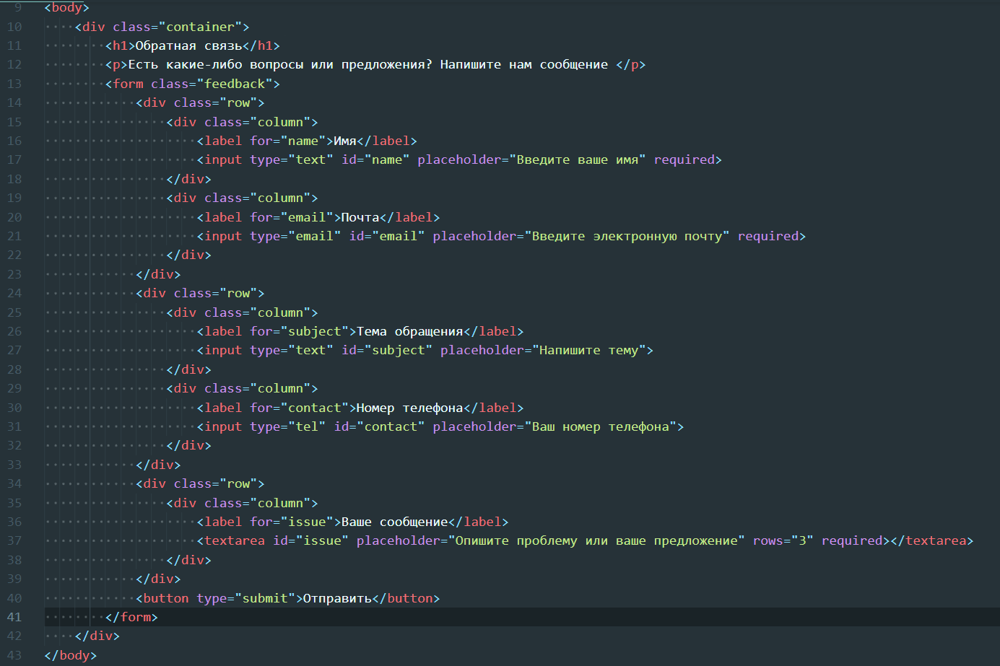 9 <body>
10 <div class="container">
11 <h1>Обратная связь</h1>
12 <p>Есть какие-либо вопросы или предложения? Напишите нам сообщение </p>
13 <form class="feedback">
14 <div class="row">
15 <div class="column">
16 <label for="name">Имя</label>
17 <input type="text" id="name" placeholder="Введите ваше имя" required>
18 </div>
19 <div class="column">
20 <label for="email">Почта</label>
21 <input type="email" id="email" placeholder="Введите электронную почту" required>
22 </div>
23 </div>
24 <div class="row">
25 <div class="column">
26 <label for="subject">Тема обращения</label>
27 <input type="text" id="subject" placeholder="Напишите тему">
28 </div>
29 <div class="column">
30 <label for="contact">Номер телефона</label>
31 <input type="tel" id="contact" placeholder="Ваш номер телефона">
32 </div>
33 </div>
34 <div class="row">
35 <div class="column">
36 <label for="issue">Ваше сообщение</label>
37 <textarea id="issue" placeholder="Опишите проблему или ваше предложение" rows="3" required></textarea>
38 </div>
39 </div>
40 <button type="submit">Отправить</button>
41 </form>
42 </div>
43 </body>